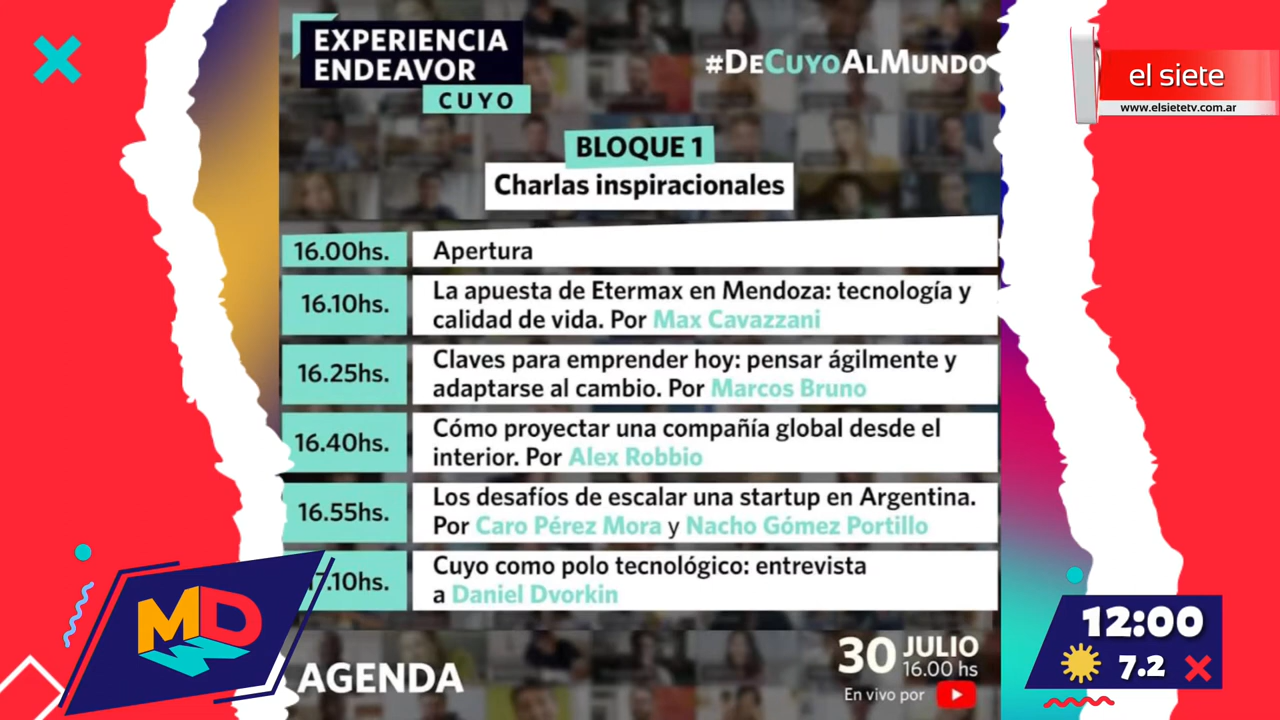 EXPERIENCIA
ENDEAVOR
CUYO
#DECUYOALMUNDO
el siete
www.elsietetv.com.ar
BLOQUE 1
Charlas inspiracionales
16.00hs.
Apertura
16.10hs.
La apuesta de Etermax en Mendoza: tecnología y
calidad de vida. Por Max Cavazzani
16.25hs.
Claves para emprender hoy: pensar ágilmente y
adaptarse al cambio. Por Marcos Bruno
16.40hs.
Cómo proyectar una compañía global desde el
interior. Por Alex Robbio
16.55hs.
Los desafíos de escalar una startup en Argentina.
Por Caro Pérez Mora y Nacho Gómez Portillo
7.10hs.
Cuyo como polo tecnológico: entrevista
a Daniel Dvorkin
MD
AGENDA
30 JULIO
16.00 hs
En vivo por
12:00
7.2